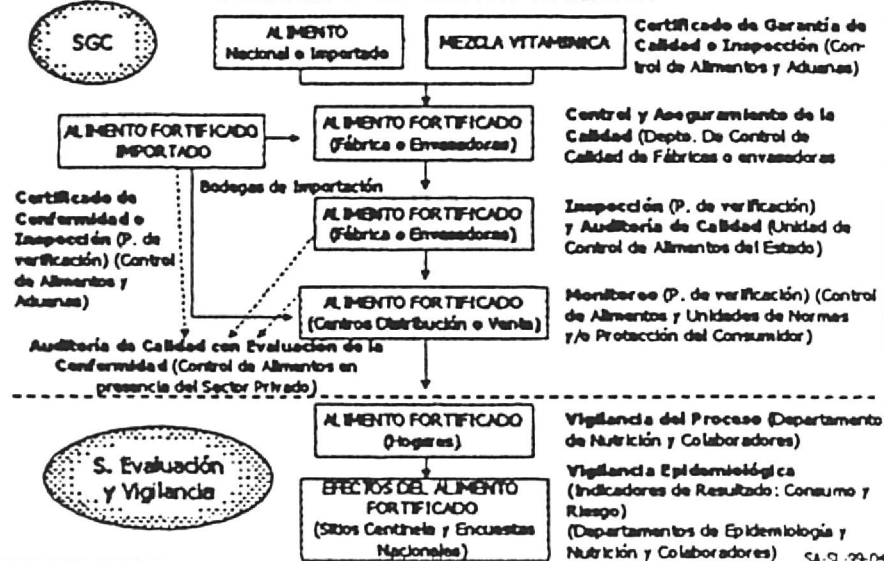 SGC
ALIMENTO
Nacional o Importado
MEZCLA VITAMINICA
Certificado de Garantía de
Calidad o Inspección (Con-
trol de Alimentos y Aduanas)
ALIMENTO FORTIFICADO
IMPORTADO
ALIMENTO FORTIFICADO
(Fábrica o Envasadoras)
Control y Aseguramiento de la
Calidad (Depto. De Control de
Calidad de Fábricas o envasadoras
Bodegas de Importación
Certificado de
Conformidad o
Inspección (P. de
verificación) (Control
de Alimentos y
Aduanas)
ALIMENTO FORTIFICADO
(Fábrica o Envasadoras)
Inspección (P. de verificación)
y Auditoría de Calidad (Unidad de
Control de Alimentos del Estado)
ALIMENTO FORTIFICADO
(Centros Distribución o Venta)
Monitoreo (P. de verificación) (Control
de Alimentos y Unidades de Normas
y/o Protección del Consumidor)
Auditoría de Calidad con Evaluación de la
Conformidad (Control de Alimentos en
presencia del Sector Privado)
ALIMENTO FORTIFICADO
(Hogares)
Vigilancia del Proceso (Departamento
de Nutrición y Colaboradores)
S. Evaluación
y Vigilancia
EFECTOS DEL ALIMENTO
FORTIFICADO
(Sitios Centinela y Encuestas
Nacionales)
Vigilancia Epidemiológica
(Indicadores de Resultado: Consumo y
Riesgo)
(Departamentos de Epidemiología y
Nutrición y Colaboradores)